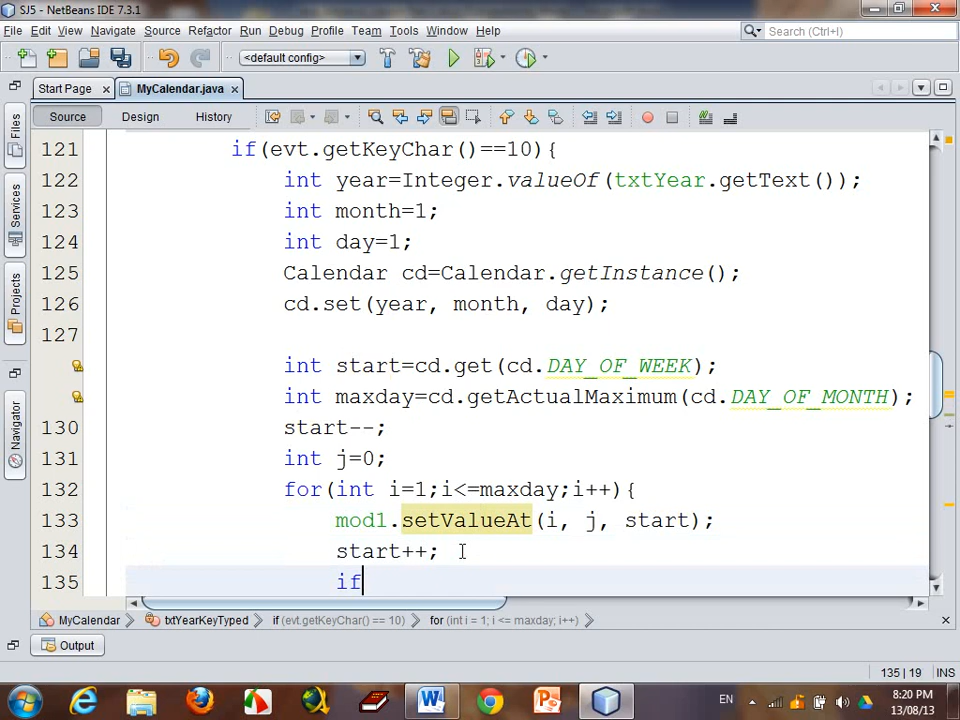 SJ5 - NetBeans IDE 7.3.1
File Edit View Navigate Source Refactor Run Debug Profile Team Tools Window Help
Search (Ctrl+I)
<default config>
Start Page
MyCalendar.java
Source Design History
Files
Services
Projects
Navigator
121 if(evt.getKeyChar()==10){
122 int year=Integer.valueOf(txtYear.getText());
123 int month=1;
124 int day=1;
125 Calendar cd=Calendar.getInstance();
126 cd.set(year, month, day);
127
int start=cd.get(cd.DAY_OF_WEEK);
int maxday=cd.getActualMaximum(cd.DAY_OF_MONTH);
130 start--;
131 int j=0;
132 for(int i=1;i<=maxday;i++){
133 mod1.setValueAt(i, j, start);
134 start++;
135 if
MyCalendar txtYearKeyTyped if (evt.getKeyChar() == 10) for (int i = 1; i <= maxday; i++)
Output
135 | 19 INS
EN
8:20 PM
13/08/13